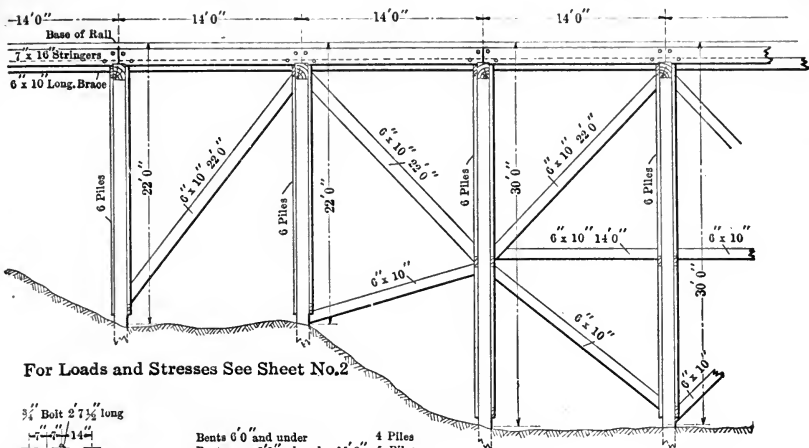 14'0" 14'0" 14'0" 14'0"
Base of Rail
7"x 16" Stringers
6"x 10" Long. Brace
6 Piles
22'0"
6"x 10" 22'0"
6 Piles
22'0"
6"x 10" 22'0"
6"x 10"
6 Piles
30'0"
6"x 10" 22'0"
6"x 10" 14'0"
6"x 10"
6 Piles
30'0"
6"x 10"
6"x 10"
For Loads and Stresses See Sheet No.2
¾" Bolt 2'7½" long
7" 7" 14"
Bents 6'0" and under 4 Piles